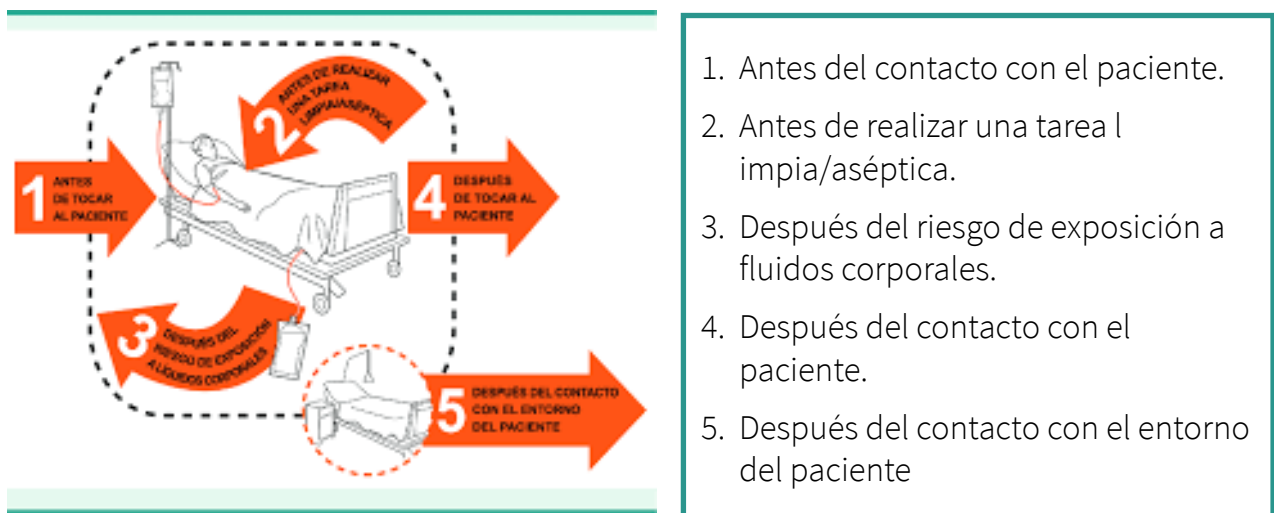 1
ANTES
DE TOCAR
AL PACIENTE
2
ANTES DE REALIZAR
UNA TAREA
LIMPIA/ASÉPTICA
3
DESPUÉS DEL
RIESGO DE EXPOSICIÓN
A LÍQUIDOS CORPORALES
4
DESPUÉS
DE TOCAR AL
PACIENTE
5
DESPUÉS DEL CONTACTO
CON EL ENTORNO
DEL PACIENTE
1. Antes del contacto con el paciente.
2. Antes de realizar una tarea l
impia/aséptica.
3. Después del riesgo de exposición a
fluidos corporales.
4. Después del contacto con el
paciente.
5. Después del contacto con el entorno
del paciente